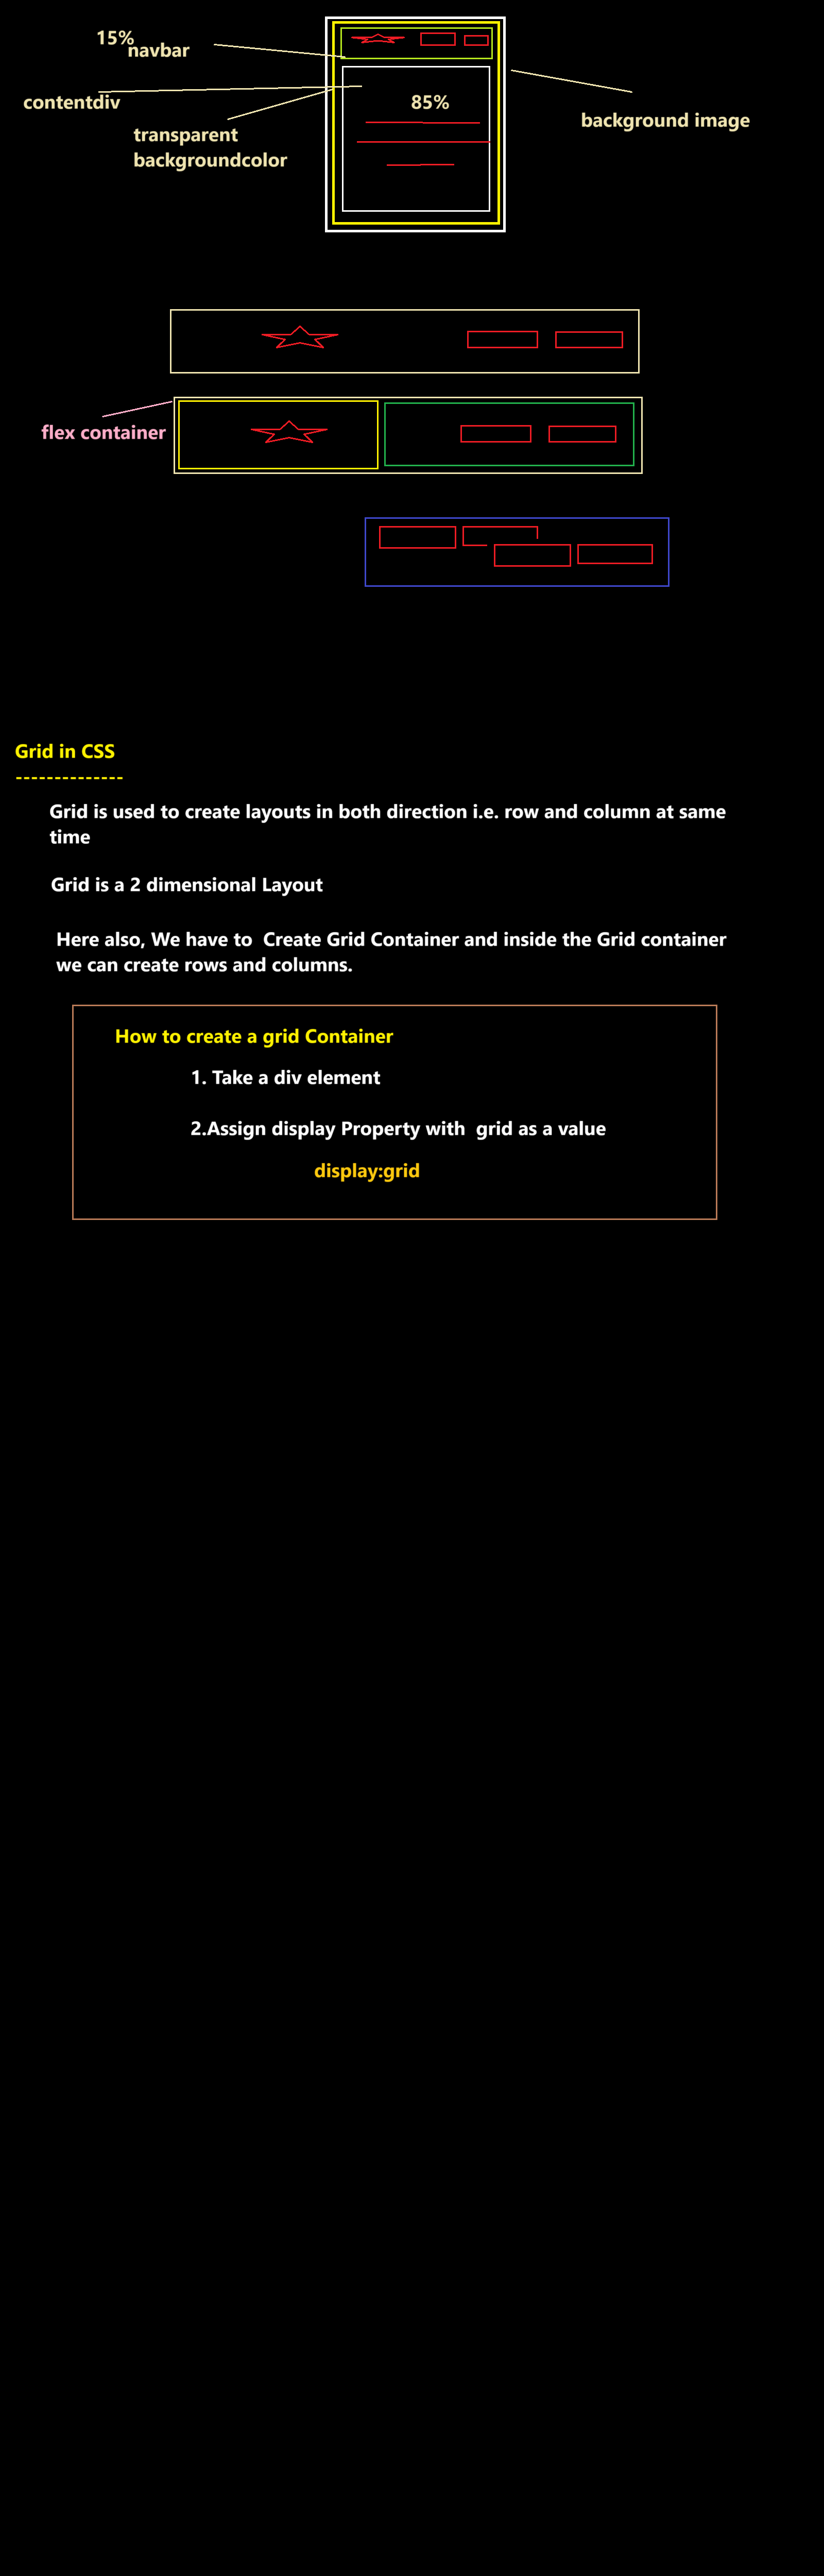 15%
navbar
contentdiv
85%
background image
transparent
backgroundcolor
flex container
Grid in CSS
--------------
Grid is used to create layouts in both direction i.e. row and column at same
time
Grid is a 2 dimensional Layout
Here also, We have to  Create Grid Container and inside the Grid container
we can create rows and columns.
How to create a grid Container
1. Take a div element
2.Assign display Property with  grid as a value
display:grid